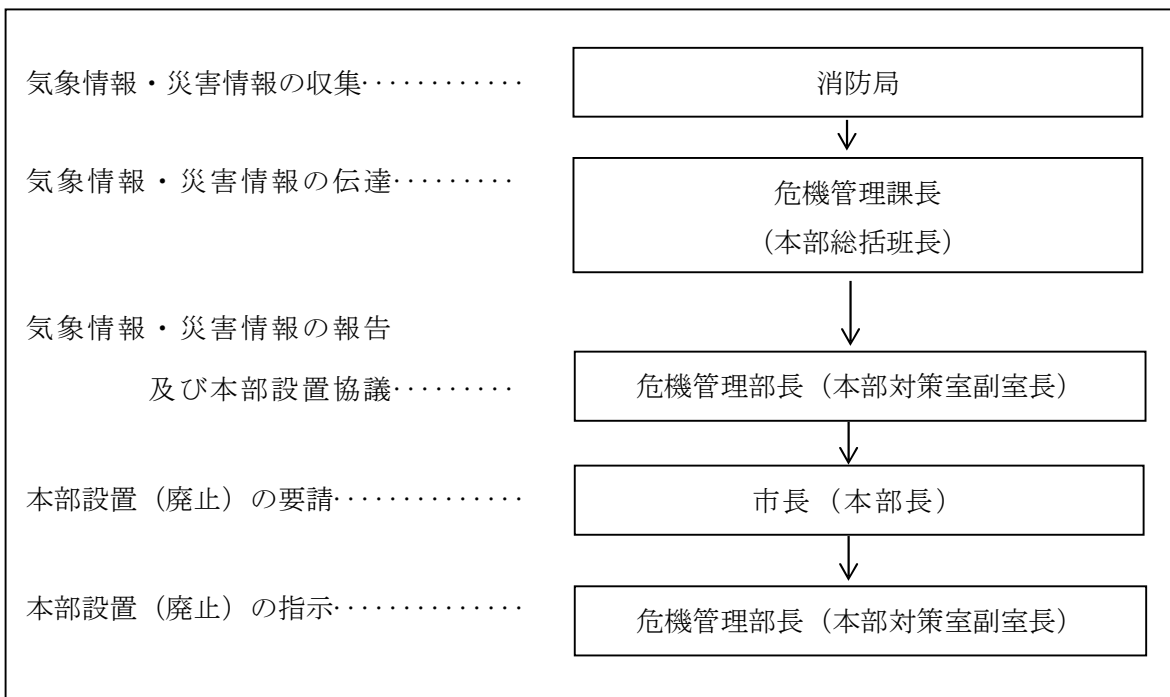 気象情報・災害情報の収集・・・・・・・・・・・・ 消防局
気象情報・災害情報の伝達・・・・・・・・・ 危機管理課長
（本部総括班長）
気象情報・災害情報の報告
及び本部設置協議・・・・・・・・・ 危機管理部長（本部対策室副室長）
本部設置（廃止）の要請・・・・・・・・・・・・・・ 市長（本部長）
本部設置（廃止）の指示・・・・・・・・・・・・・・ 危機管理部長（本部対策室副室長）